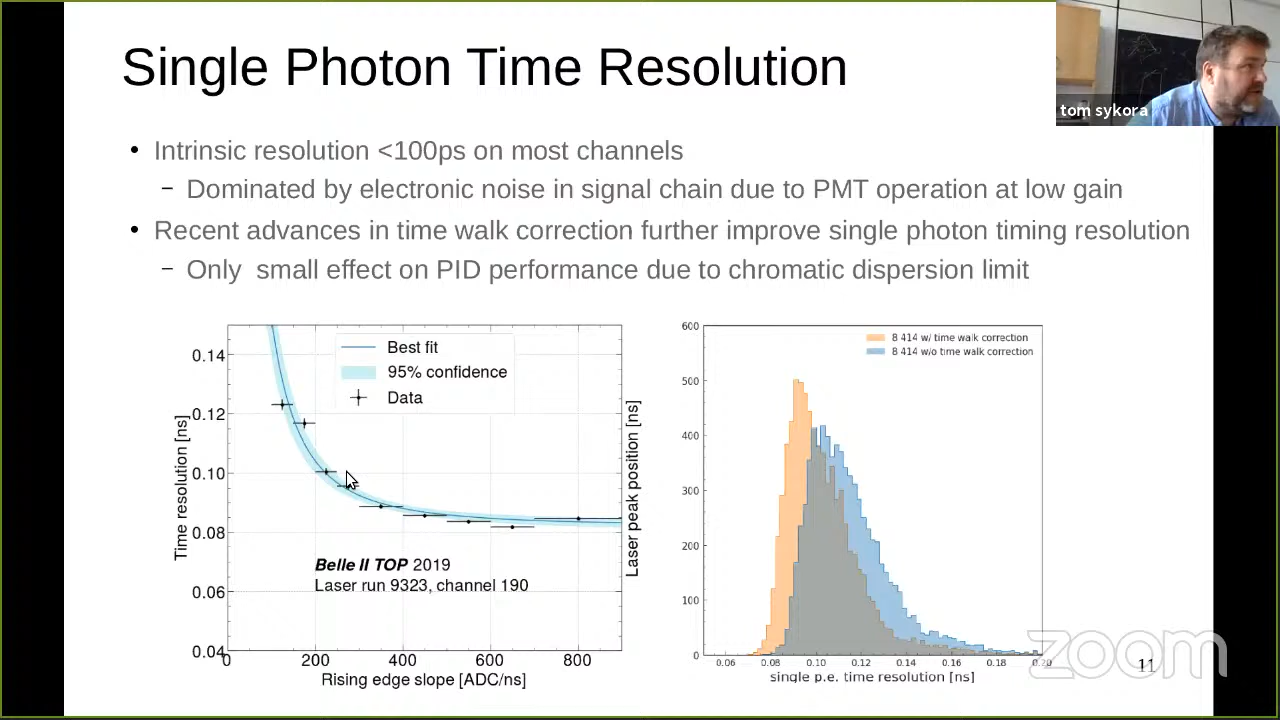 Single Photon Time Resolution
tom sykora
• Intrinsic resolution <100ps on most channels
– Dominated by electronic noise in signal chain due to PMT operation at low gain
• Recent advances in time walk correction further improve single photon timing resolution
– Only small effect on PID performance due to chromatic dispersion limit
Time resolution [ns]
0.14
0.12
0.10
0.08
0.06
0.04
Best fit
95% confidence
Data
Belle II TOP 2019
Laser run 9323, channel 190
0 200 400 600 800
Rising edge slope [ADC/ns]
Laser peak position [ns]
600
500
400
300
200
100
0
8 414 w/ time walk correction
8 414 w/o time walk correction
0.06 0.08 0.10 0.12 0.14 0.16 0.18 0.20
single p.e. time resolution [ns]
zoom
11